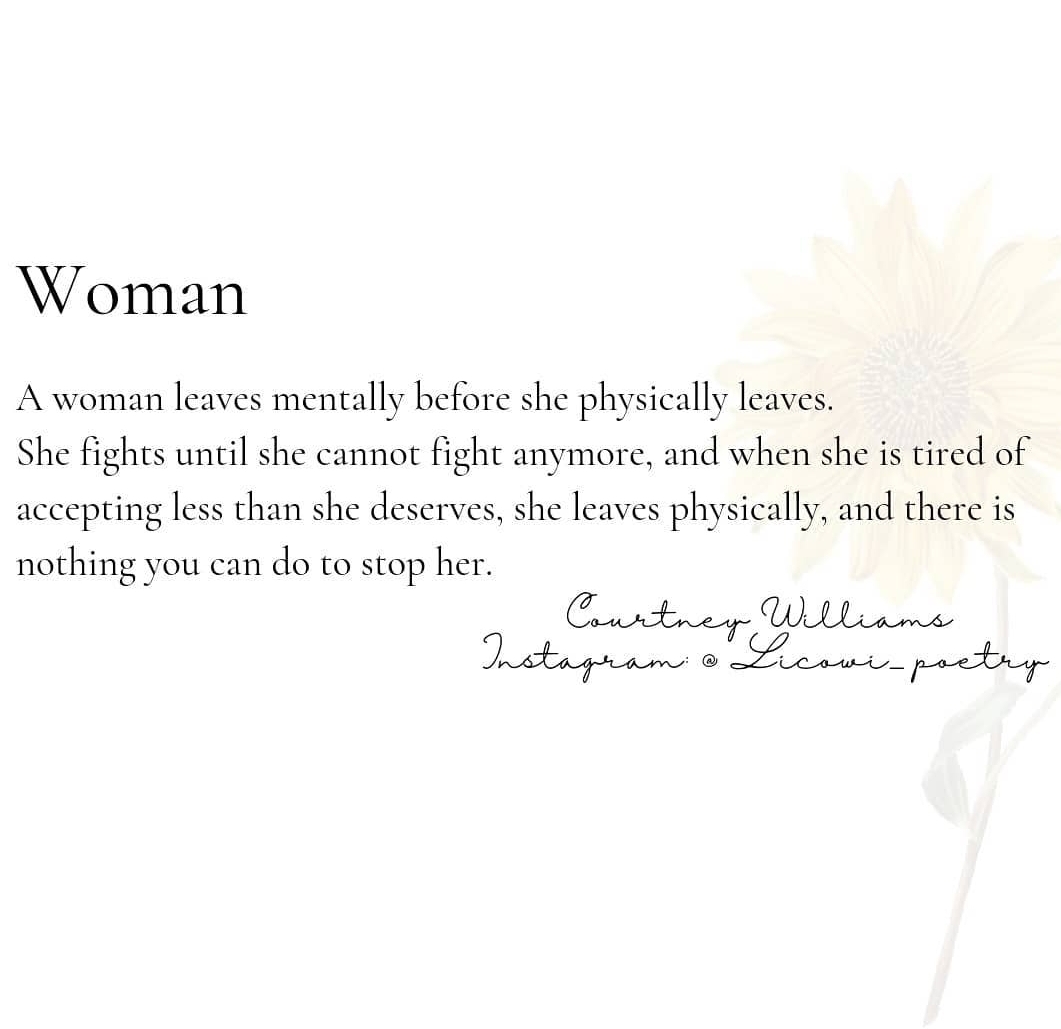 Woman
A woman leaves mentally before she physically leaves.
She fights until she cannot fight anymore, and when she is tired of
accepting less than she deserves, she leaves physically, and there is
nothing you can do to stop her.
Courtney Williams
Instagram: @ Licowi_poetry